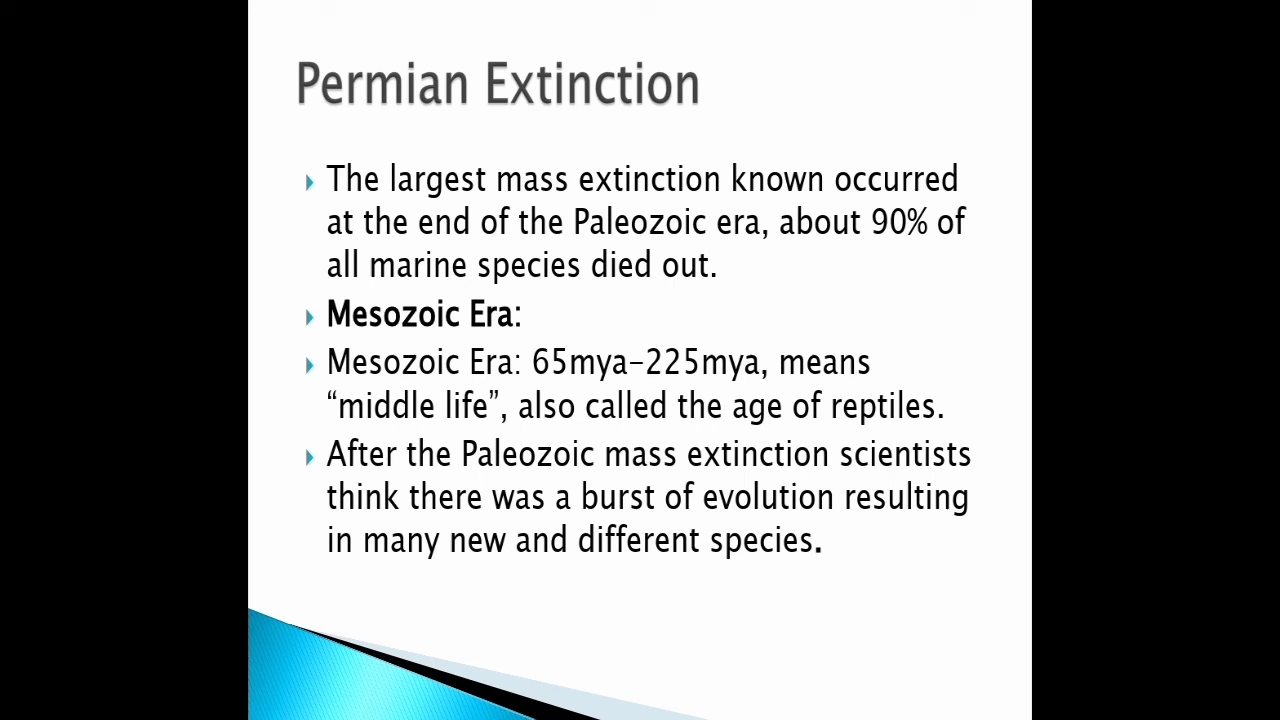 Permian Extinction
The largest mass extinction known occurred
at the end of the Paleozoic era, about 90% of
all marine species died out.
Mesozoic Era:
Mesozoic Era: 65mya-225mya, means
“middle life”, also called the age of reptiles.
After the Paleozoic mass extinction scientists
think there was a burst of evolution resulting
in many new and different species.